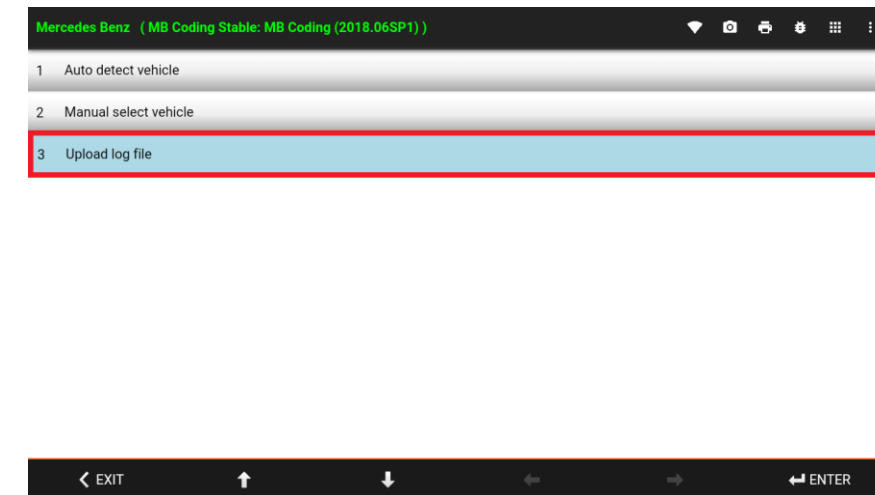 Mercedes Benz ( MB Coding Stable: MB Coding (2018.06SP1) )
1 Auto detect vehicle
2 Manual select vehicle
3 Upload log file
EXIT ENTER